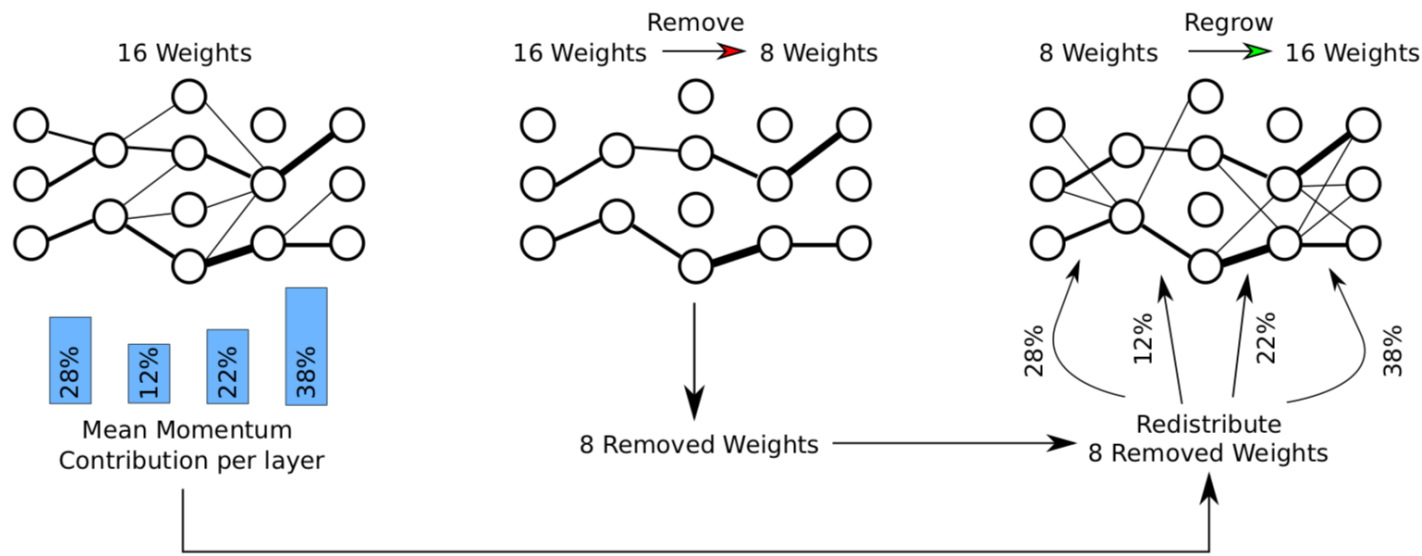 16 Weights
28%
12%
22%
38%
Mean Momentum
Contribution per layer
Remove
16 Weights 8 Weights
8 Removed Weights
Regrow
8 Weights 16 Weights
28%
12%
22%
38%
Redistribute
8 Removed Weights